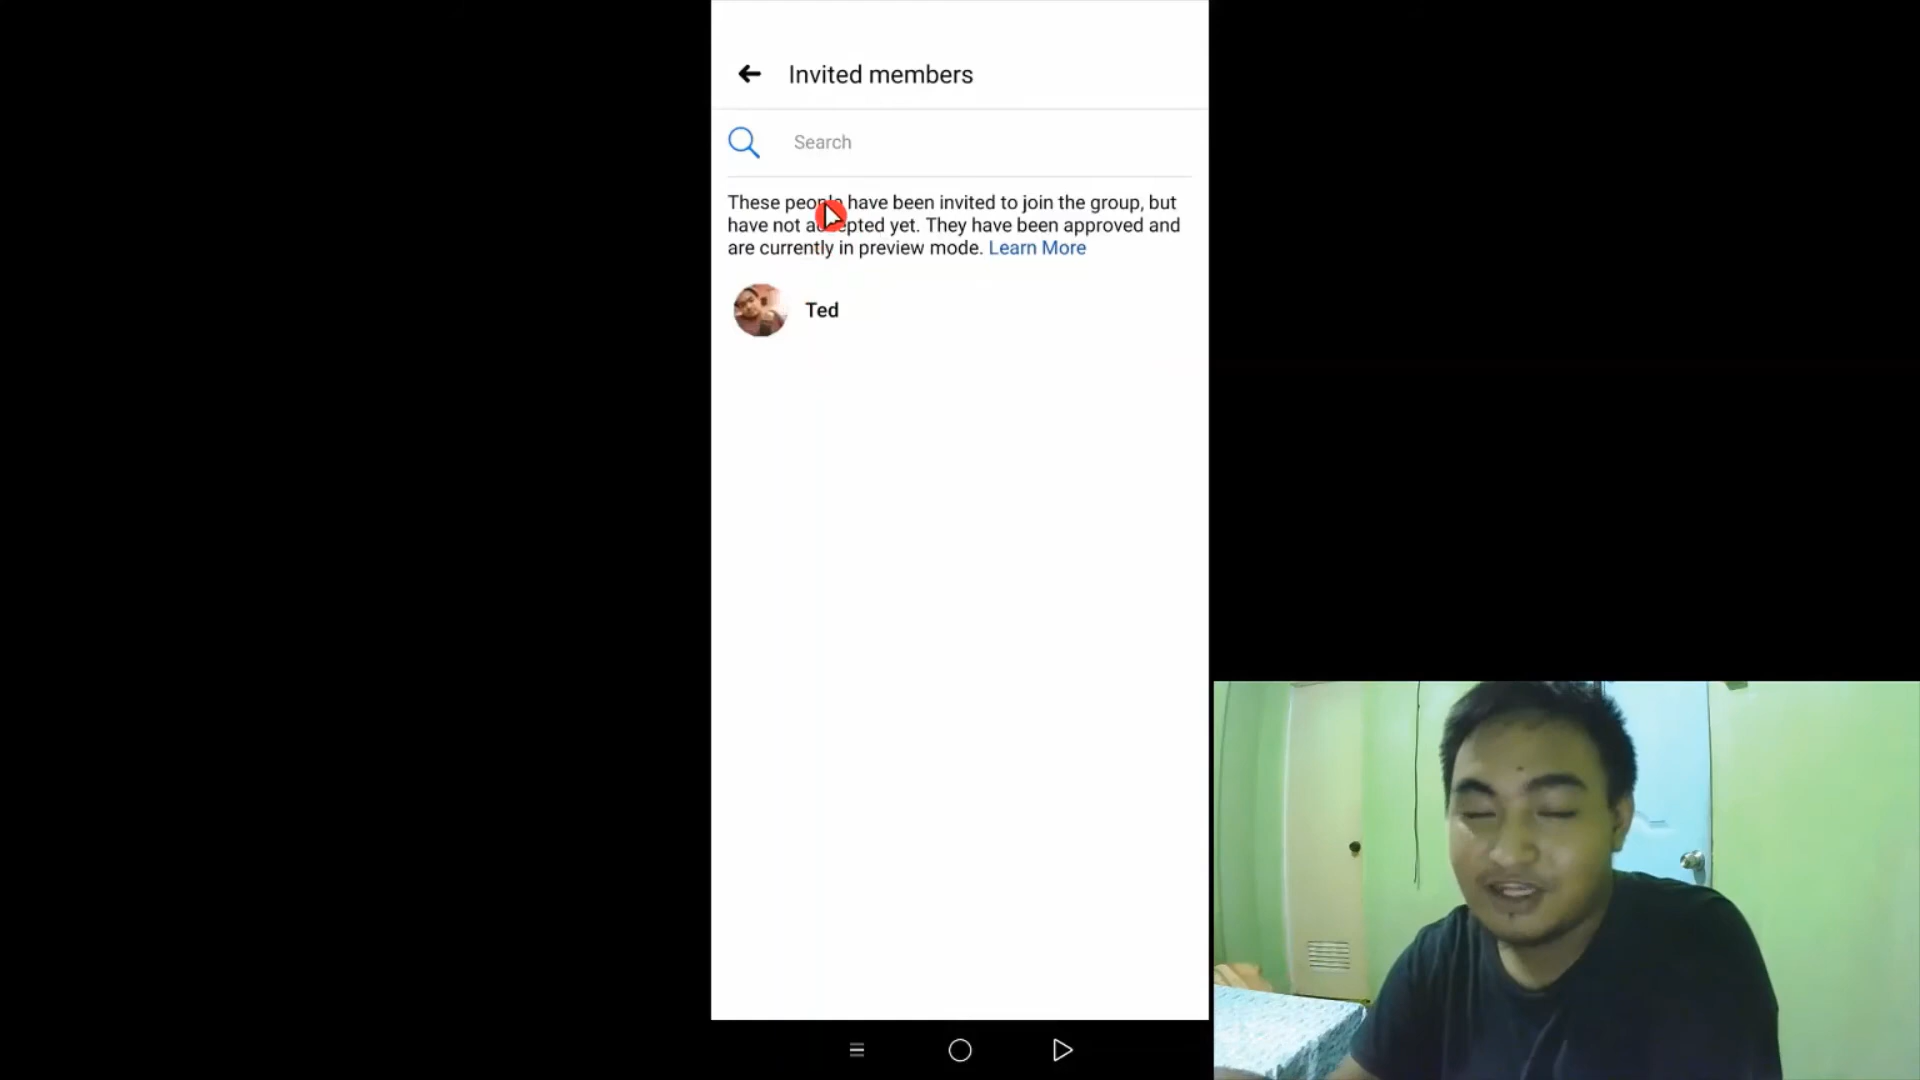 Invited members
Search
These people have been invited to join the group, but
have not accepted yet. They have been approved and
are currently in preview mode. Learn More
Ted